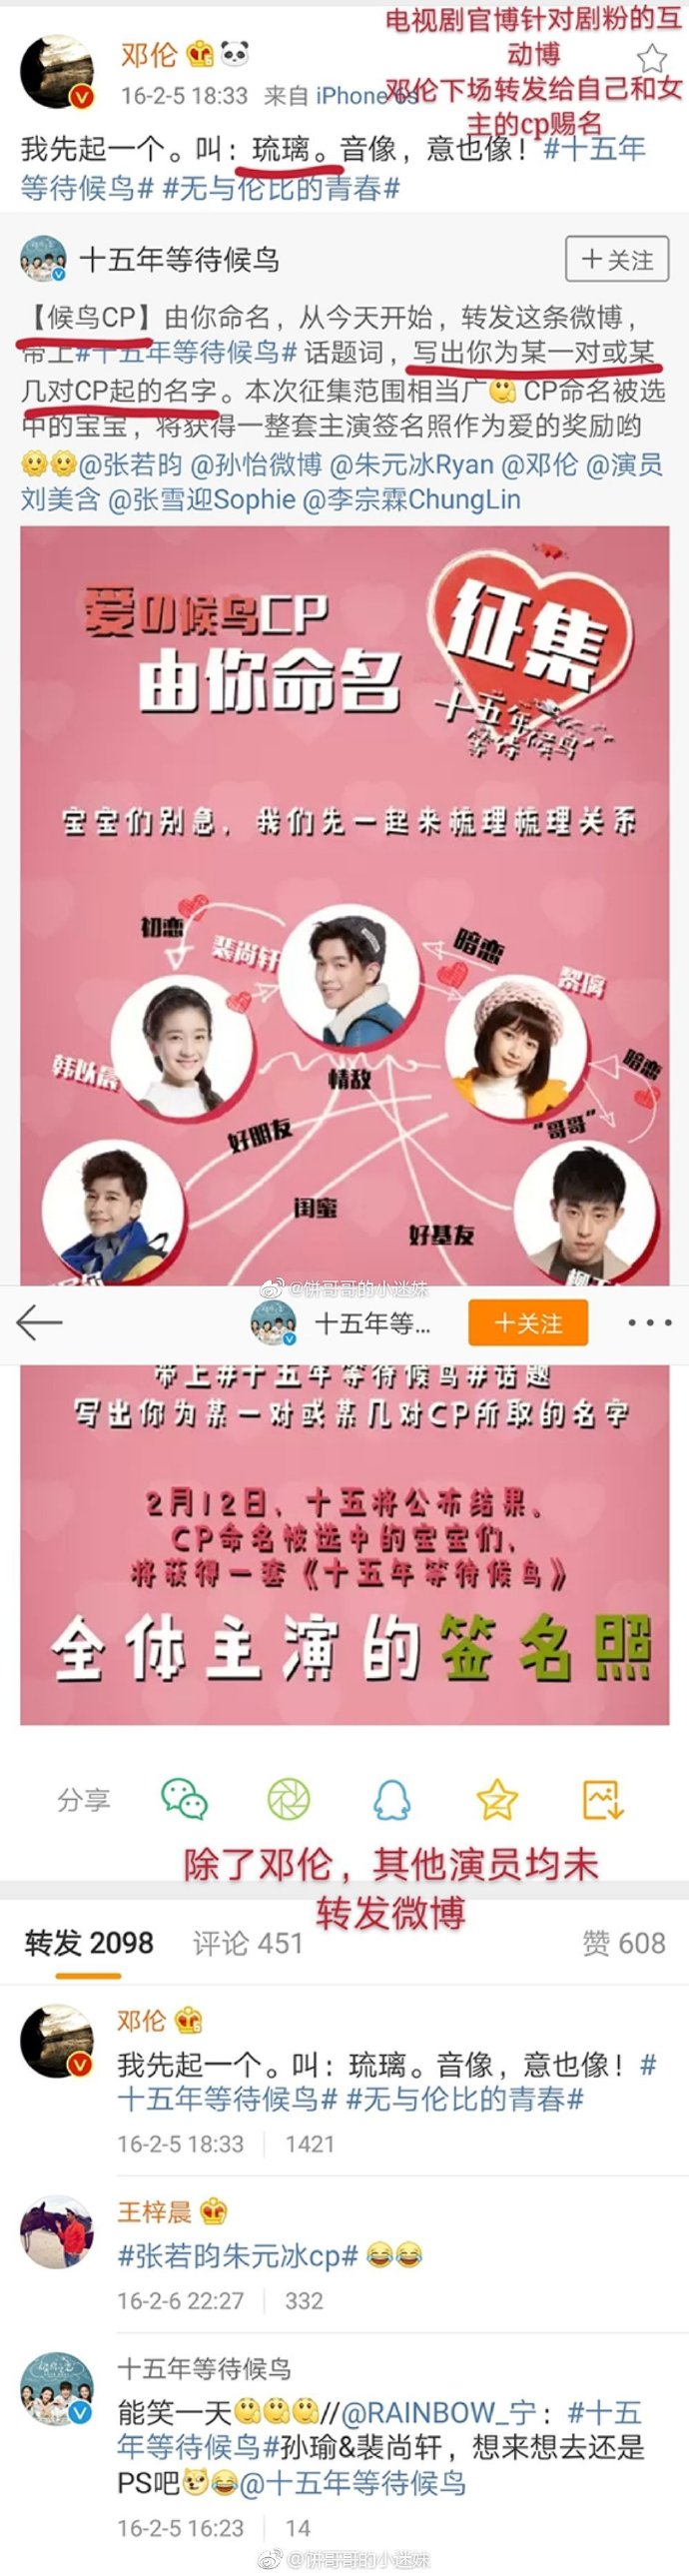 电视剧官博针对剧粉的互
动博
邓伦下场转发给自己和女
主的cp赐名
邓伦
16-2-5 18:33 来自 iPhone 6s
我先起一个。叫：琉璃。音像，意也像！#十五年
等待候鸟# #无与伦比的青春#
十五年等待候鸟
十关注
【候鸟CP】由你命名，从今天开始，转发这条微博，
带上#十五年等待候鸟# 话题词，写出你为某一对或某
几对CP起的名字。本次征集范围相当广 CP命名被选
中的宝宝，将获得一整套主演签名照作为爱的奖励哟
@张若昀 @孙怡微博 @朱元冰Ryan @邓伦 @演员
刘美含 @张雪迎Sophie @李宗霖ChungLin
爱の候鸟CP
由你命名
征集
十五年
等待候鸟
宝宝们别急，我们先一起来梳理梳理关系
初恋
裴尚轩
暗恋
黎璃
韩以需
情敌
暗恋
好朋友
“哥哥”
闺蜜
好基友
@饼哥哥的小迷妹
十五年等...
十关注
带上#十五年等待候鸟#话题
写出你为某一对或某几对CP所取的名字
2月12日，十五将公布结果。
CP命名被选中的宝宝们，
将获得一套《十五年等待候鸟》
全体主演的签名照
分享
除了邓伦，其他演员均未
转发微博
转发 2098 评论 451 赞 608
邓伦
我先起一个。叫：琉璃。音像，意也像！#
十五年等待候鸟# #无与伦比的青春#
16-2-5 18:33 1421
王梓晨
#张若昀朱元冰cp#
16-2-6 22:27 332
十五年等待候鸟
能笑一天//@RAINBOW_宁：#十五
年等待候鸟#孙瑜&裴尚轩，想来想去还是
PS吧@十五年等待候鸟
16-2-5 16:23 14
@饼哥哥的小迷妹